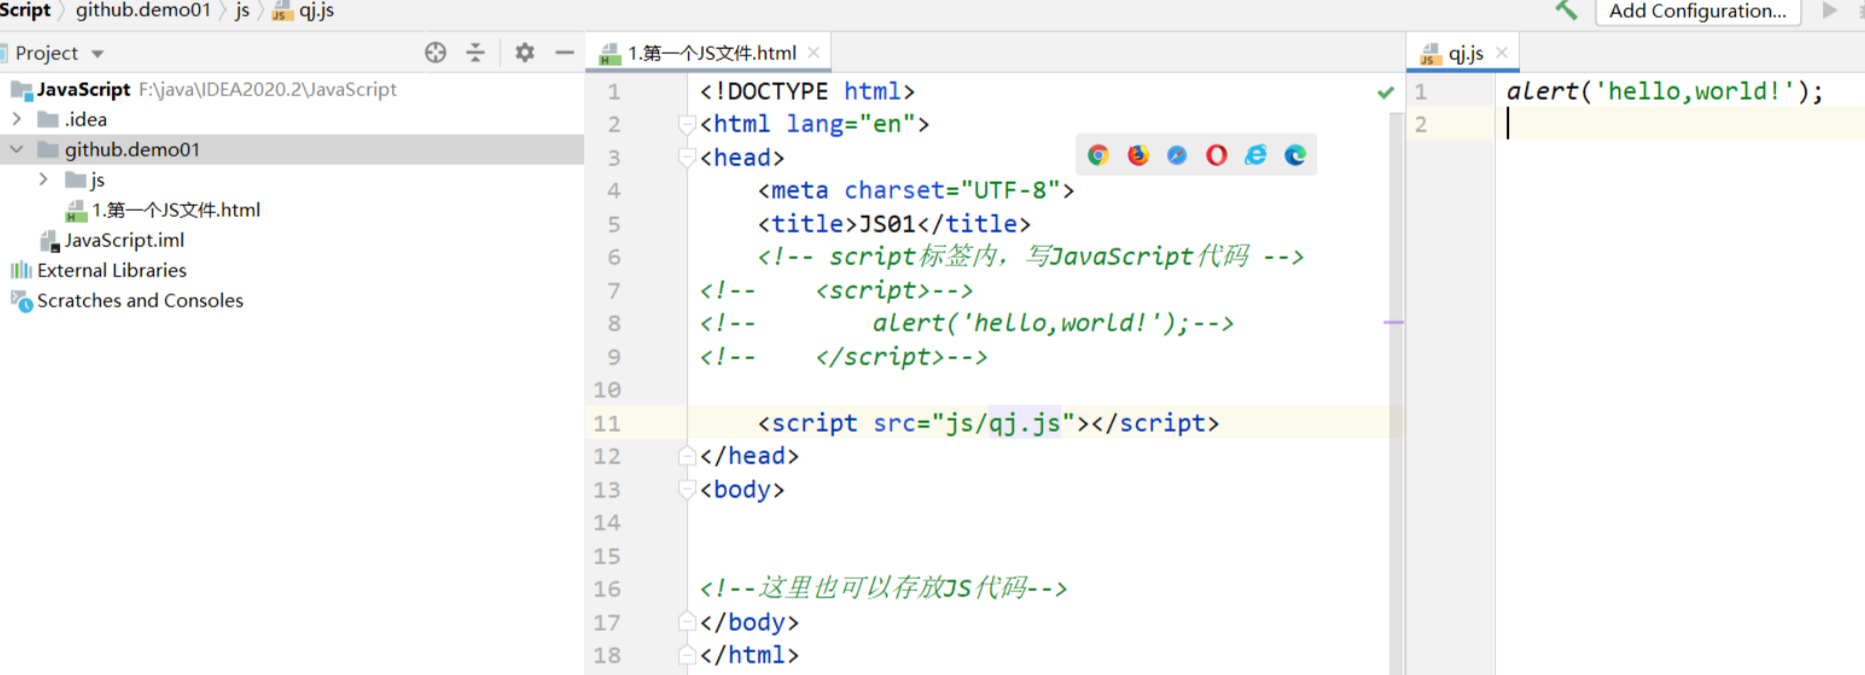 Script 〉 github.demo01 〉 js 〉 qj.js
Add Configuration...
Project
JavaScript F:\java\IDEA2020.2\JavaScript
.idea
github.demo01
js
1.第一个JS文件.html
JavaScript.iml
External Libraries
Scratches and Consoles
1.第一个JS文件.html
1 <!DOCTYPE html>
2 <html lang="en">
3 <head>
4 <meta charset="UTF-8">
5 <title>JS01</title>
6 <!-- script标签内，写JavaScript代码 -->
7 <!-- <script>-->
8 <!-- alert('hello,world!');-->
9 <!-- </script>-->
10
11 <script src="js/qj.js"></script>
12 </head>
13 <body>
14
15
16 <!--这里也可以存放JS代码-->
17 </body>
18 </html>
qj.js
1 alert('hello,world!');
2